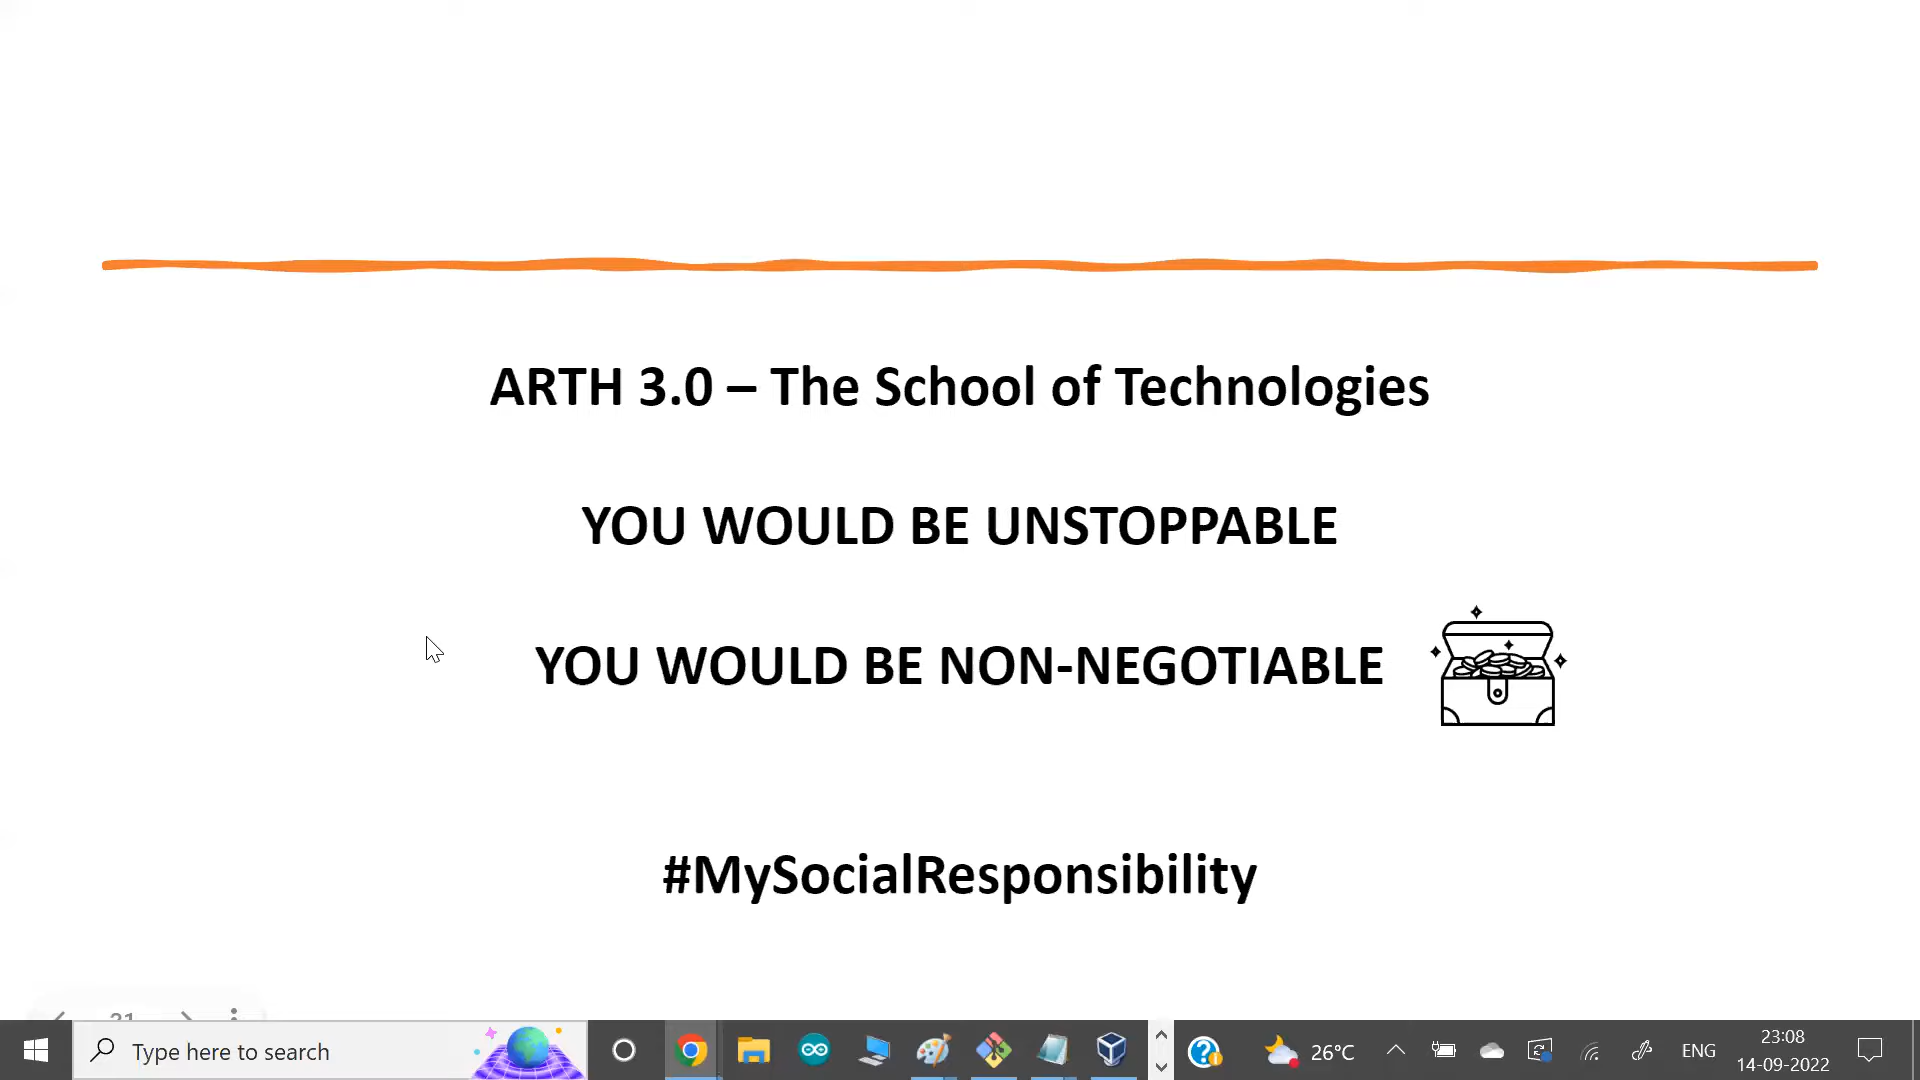 ARTH 3.0 – The School of Technologies
YOU WOULD BE UNSTOPPABLE
YOU WOULD BE NON-NEGOTIABLE
#MySocialResponsibility
21
Type here to search
26°C
ENG
23:08
14-09-2022